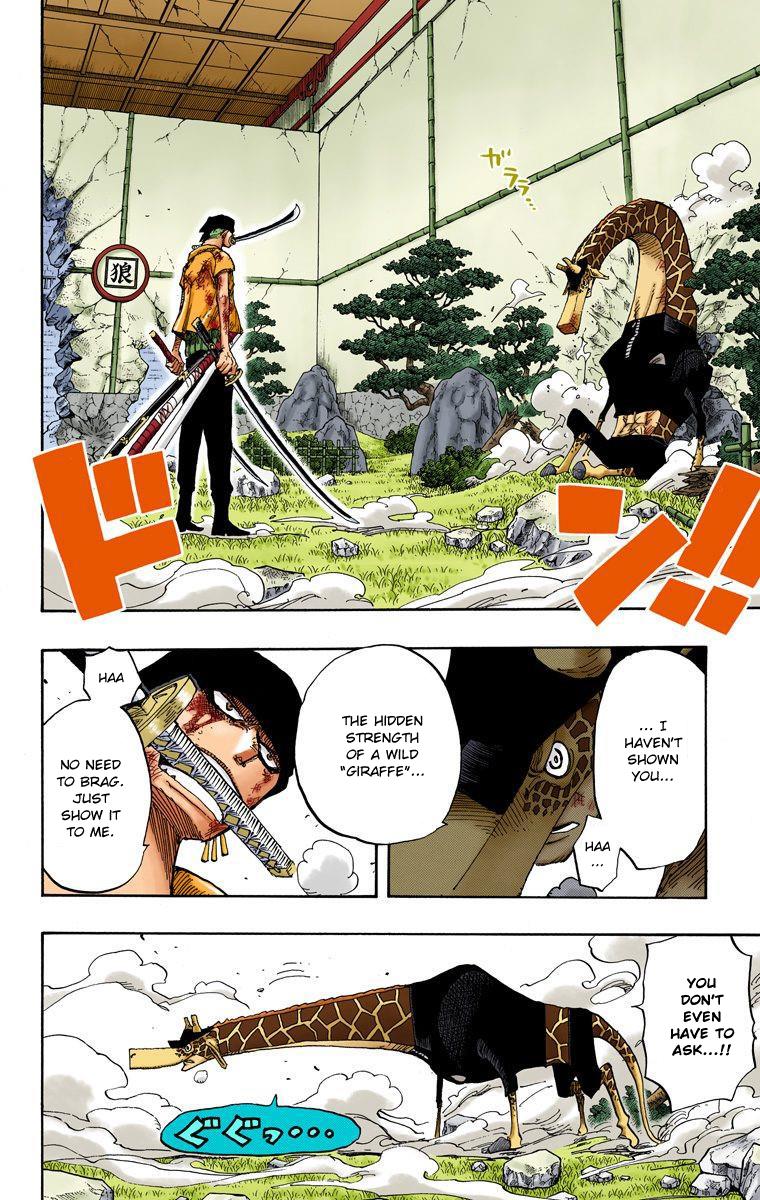 ガララ…
狼
ドン!!
... I
HAVEN'T
SHOWN
YOU...
HAA
...
THE HIDDEN
STRENGTH
OF A WILD
"GIRAFFE"...
HAA
NO NEED
TO BRAG.
JUST
SHOW IT
TO ME.
YOU
DON'T
EVEN
HAVE TO
ASK...!!
ぐぐっ・・・